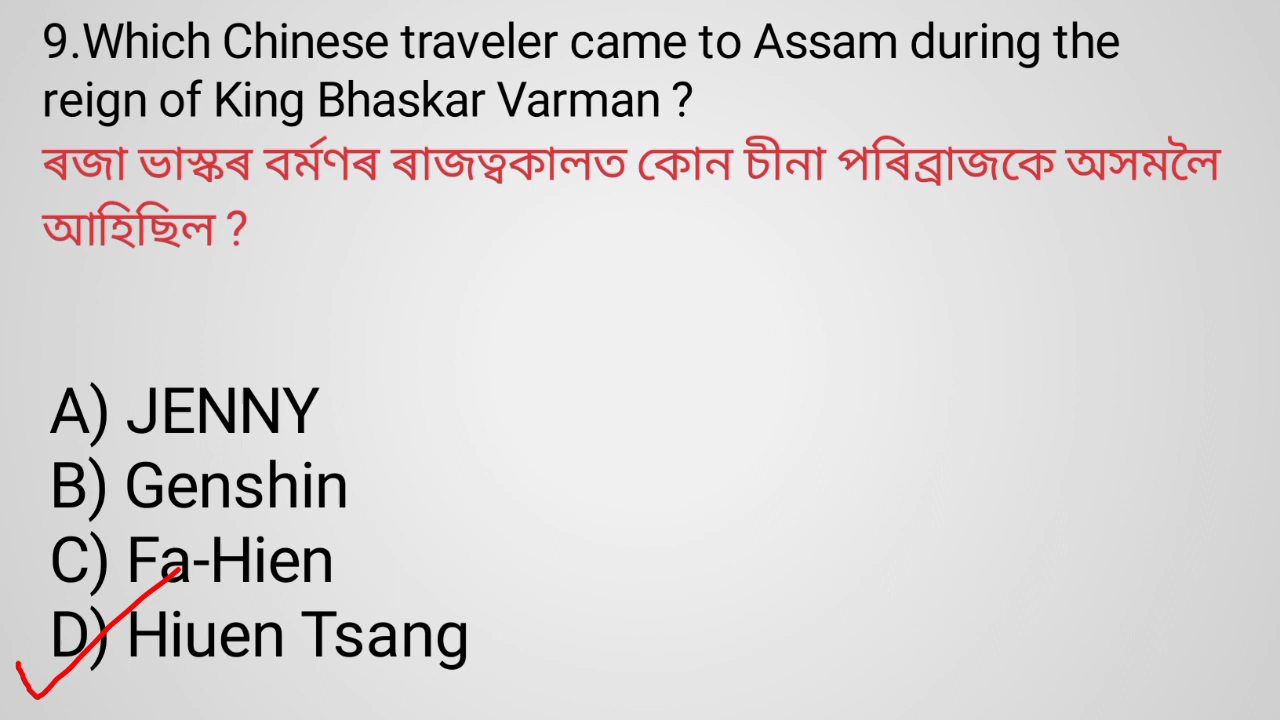 9.Which Chinese traveler came to Assam during the
reign of King Bhaskar Varman ?
ৰজা ভাস্কৰ বৰ্মণৰ ৰাজত্বকালত কোন চীনা পৰিব্ৰাজকে অসমলৈ
আহিছিল ?
A) JENNY
B) Genshin
C) Fa-Hien
D) Hiuen Tsang